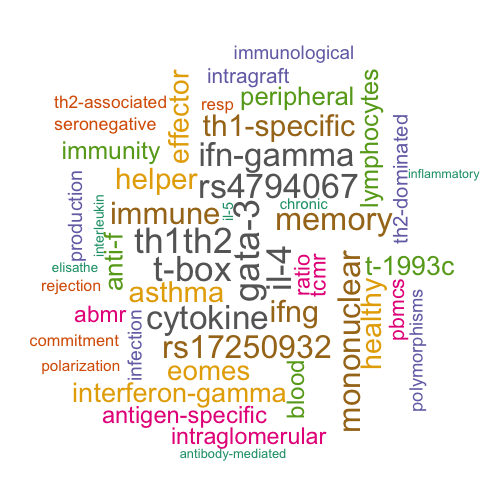 immunological
intragraft
th2-associated
resp
peripheral
seronegative
effector
th1-specific
lymphocytes
immunity
ifn-gamma
th2-dominated
helper
rs4794067
inflammatory
production
interleukin
immune
il-5
chronic
memory
anti-f
th1th2
gata-3
elisathe
t-box
il-4
ratio
tcmr
t-1993c
rejection
asthma
mononuclear
healthy
pbmcs
abmr
infection
cytokine
ifng
polymorphisms
commitment
rs17250932
polarization
eomes
blood
interferon-gamma
antigen-specific
intraglomerular
antibody-mediated